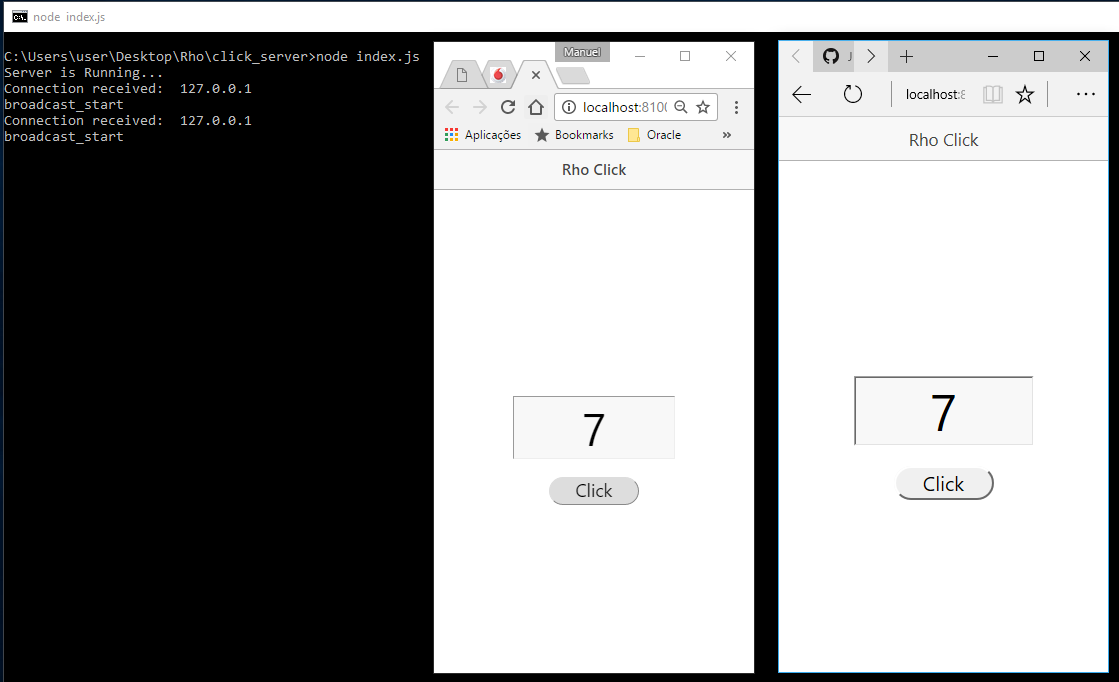 node  index.js
C:\Users\user\Desktop\Rho\click_server>node index.js
Server is Running...
Connection received:  127.0.0.1
broadcast_start
Connection received:  127.0.0.1
broadcast_start
Manuel
localhost:8100
Aplicações
Bookmarks
Oracle
»
Rho Click
7
Click
J
localhost:8
Rho Click
7
Click